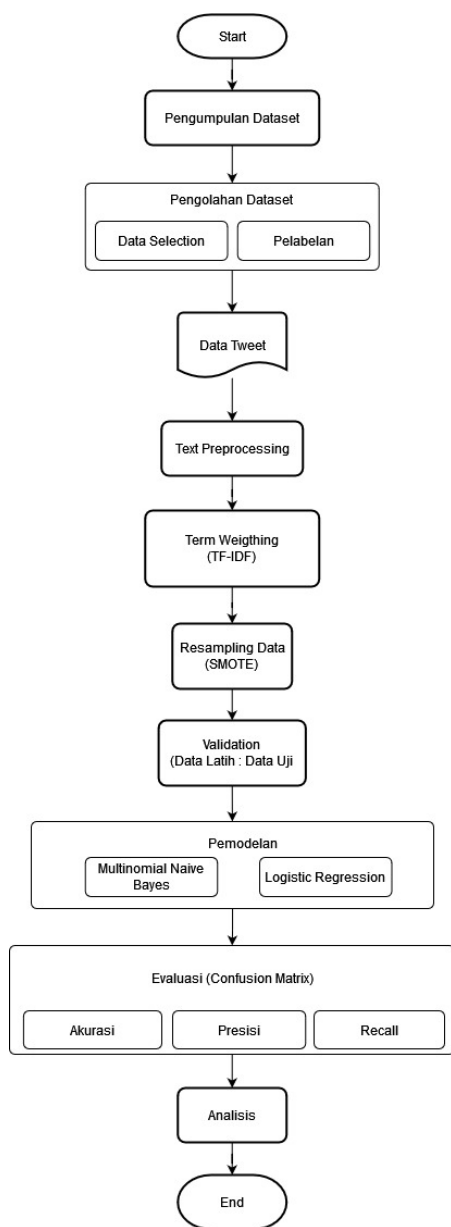 Start
Pengumpulan Dataset
Pengolahan Dataset
Data Selection
Pelabelan
Data Tweet
Text Preprocessing
Term Weigthing
(TF-IDF)
Resampling Data
(SMOTE)
Validation
(Data Latih : Data Uji
Pemodelan
Multinomial Naive
Bayes
Logistic Regression
Evaluasi (Confusion Matrix)
Akurasi
Presisi
Recall
Analisis
End